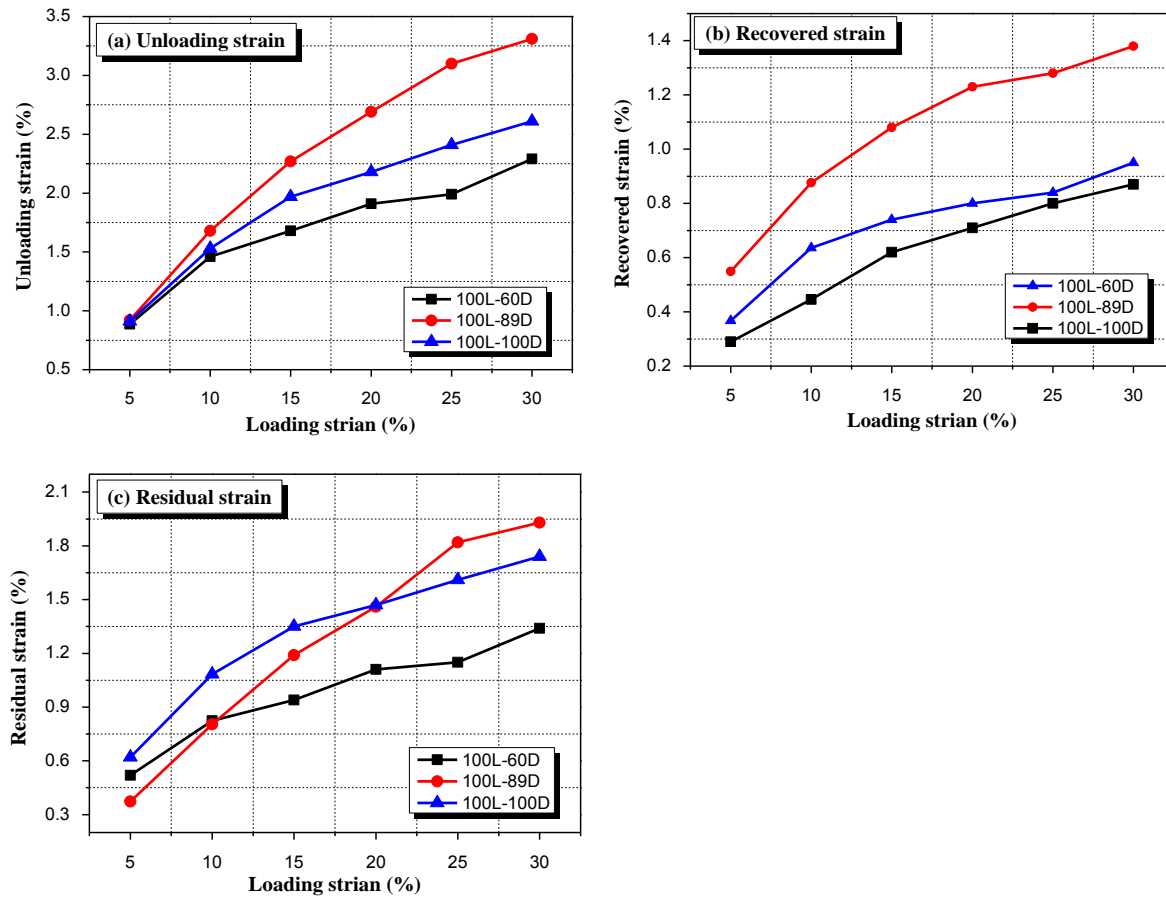 (a) Unloading strain
Unloading strain (%)
3.5
3.0
2.5
2.0
1.5
1.0
0.5
100L-60D
100L-89D
100L-100D
5 10 15 20 25 30
Loading strian (%)
(b) Recovered strain
Recovered strain (%)
1.4
1.2
1.0
0.8
0.6
0.4
0.2
100L-60D
100L-89D
100L-100D
5 10 15 20 25 30
Loading strian (%)
(c) Residual strain
Residual strain (%)
2.1
1.8
1.5
1.2
0.9
0.6
0.3
100L-60D
100L-89D
100L-100D
5 10 15 20 25 30
Loading strian (%)